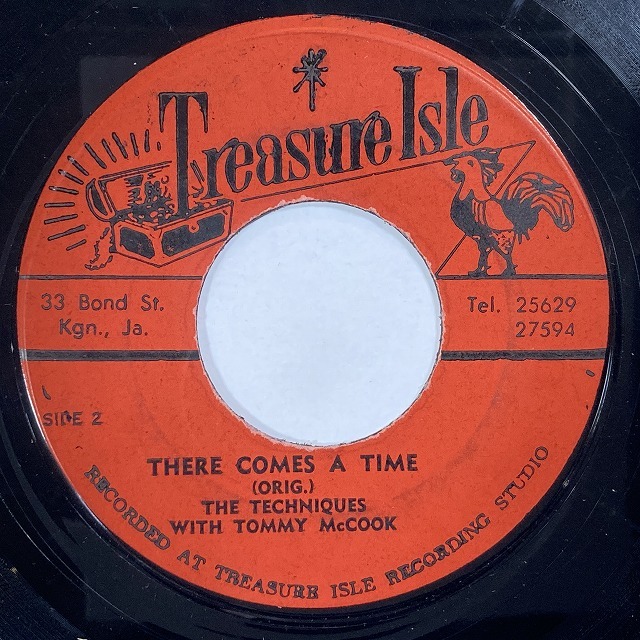 Treasure Isle
33 Bond St.
Kgn., Ja.
Tel. 25629
27594
SIDE 2
THERE COMES A TIME
(ORIG.)
THE TECHNIQUES
WITH TOMMY McCOOK
RECORDED AT TREASURE ISLE RECORDING STUDIO